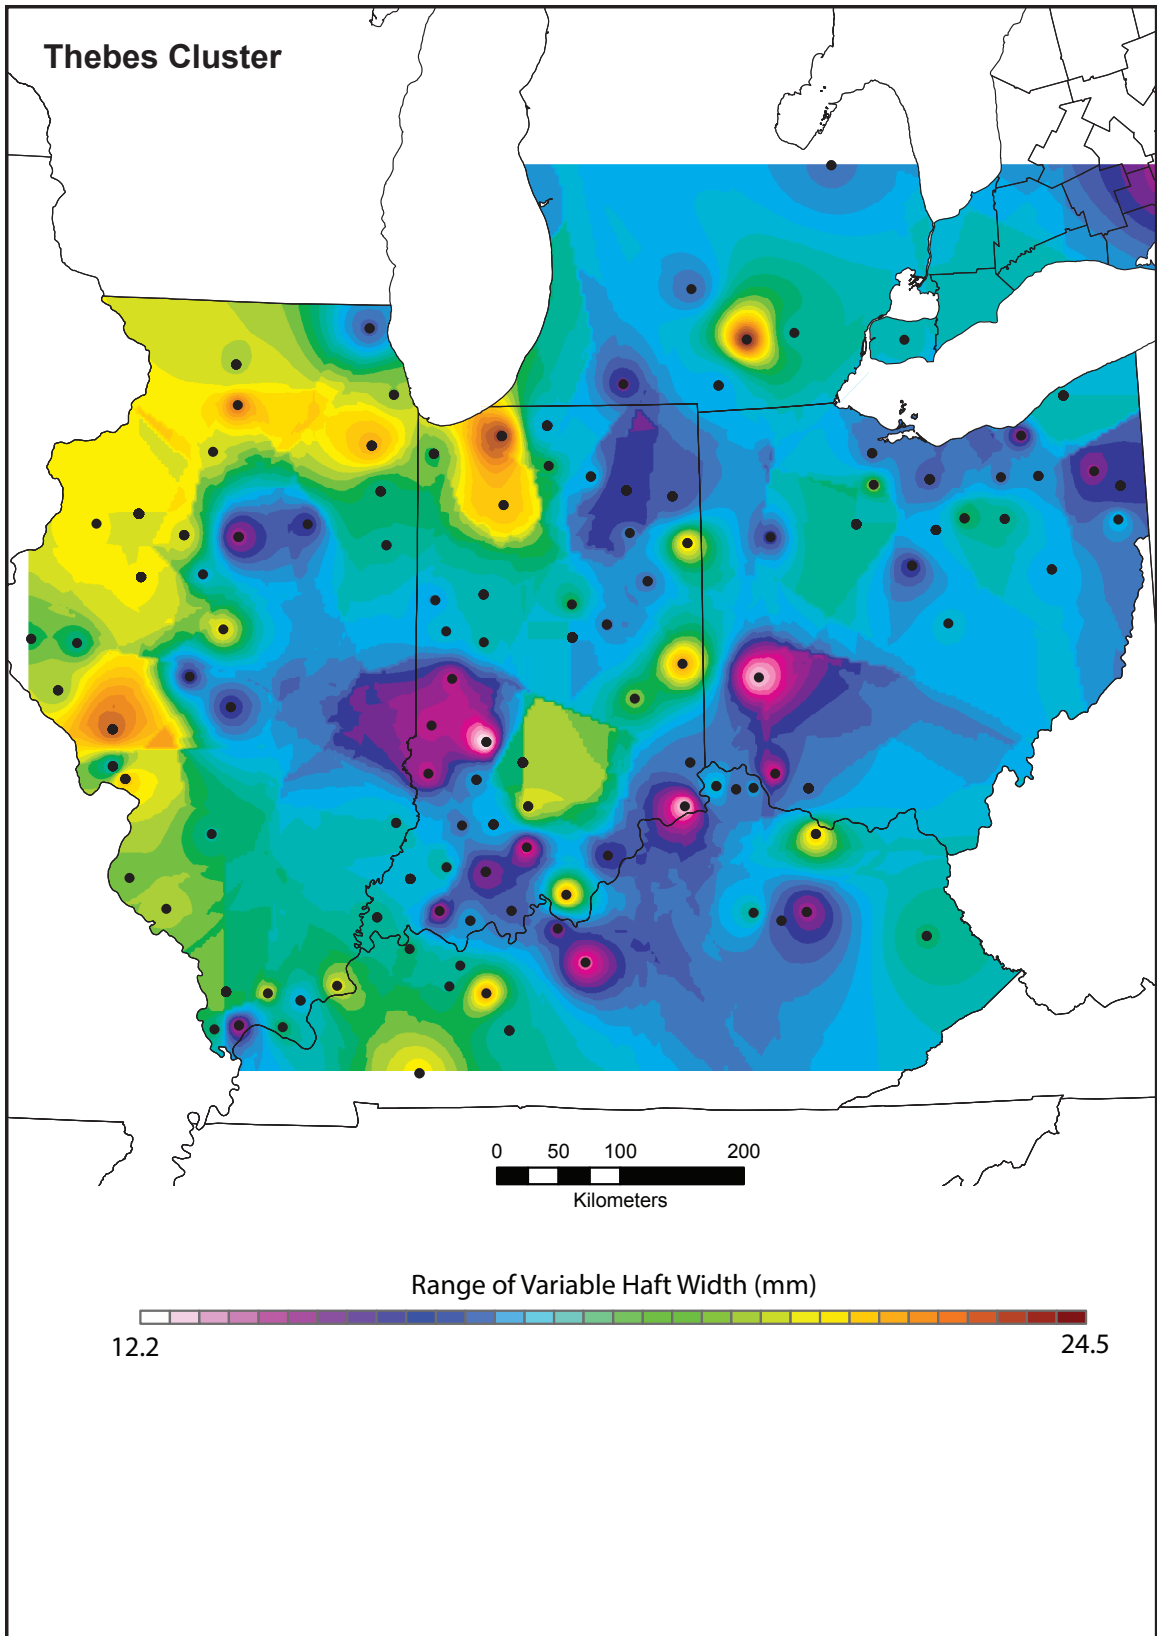 Thebes Cluster
0 50 100 200
Kilometers
Range of Variable Haft Width (mm)
12.2 24.5